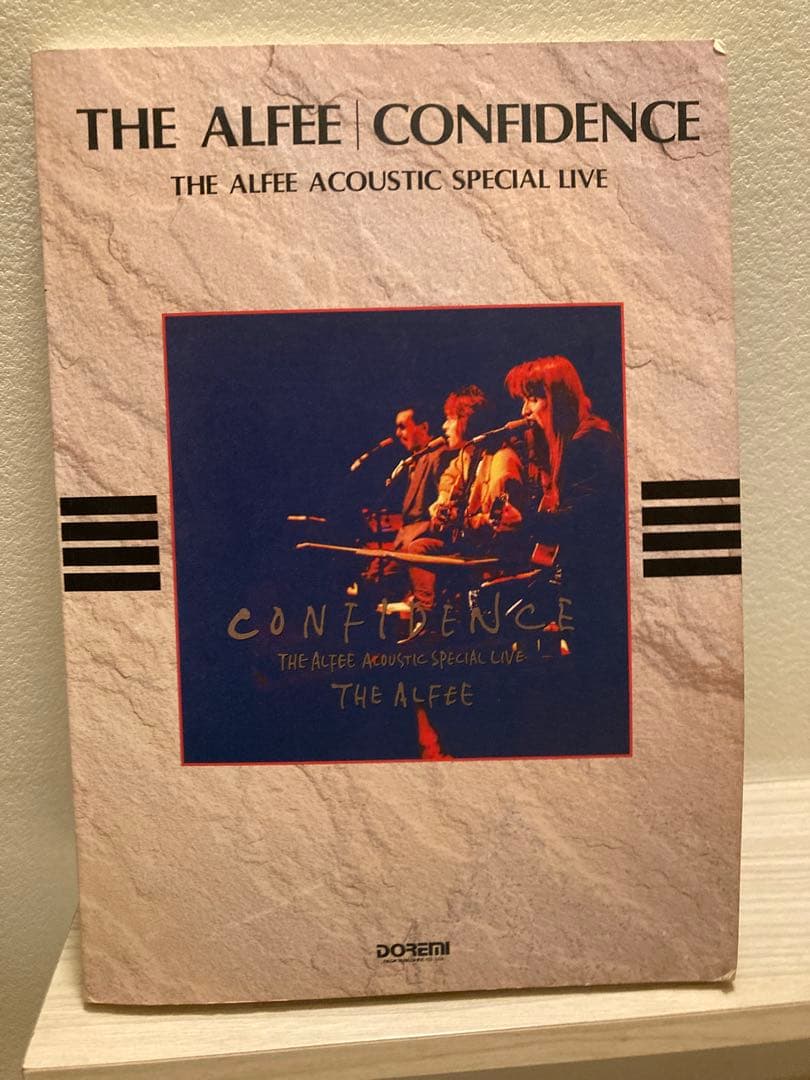 THE ALFEE | CONFIDENCE
THE ALFEE ACOUSTIC SPECIAL LIVE
CONFIDENCE
THE ALFEE ACOUSTIC SPECIAL LIVE
THE ALFEE
DOREMI